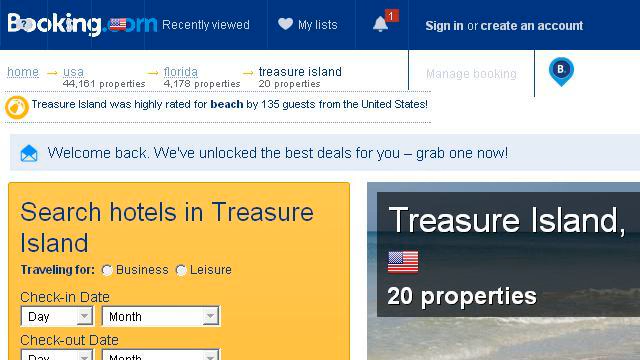 Booking.com
Recently viewed
My lists
1
Sign in or create an account
home → usa → florida → treasure island
44,161 properties 4,178 properties 20 properties
Manage booking
B.
Treasure Island was highly rated for beach by 135 guests from the United States!
Welcome back. We've unlocked the best deals for you – grab one now!
Search hotels in Treasure
Island
Traveling for: Business Leisure
Check-in Date
Day Month
Check-out Date
Day Month
Treasure Island,
20 properties